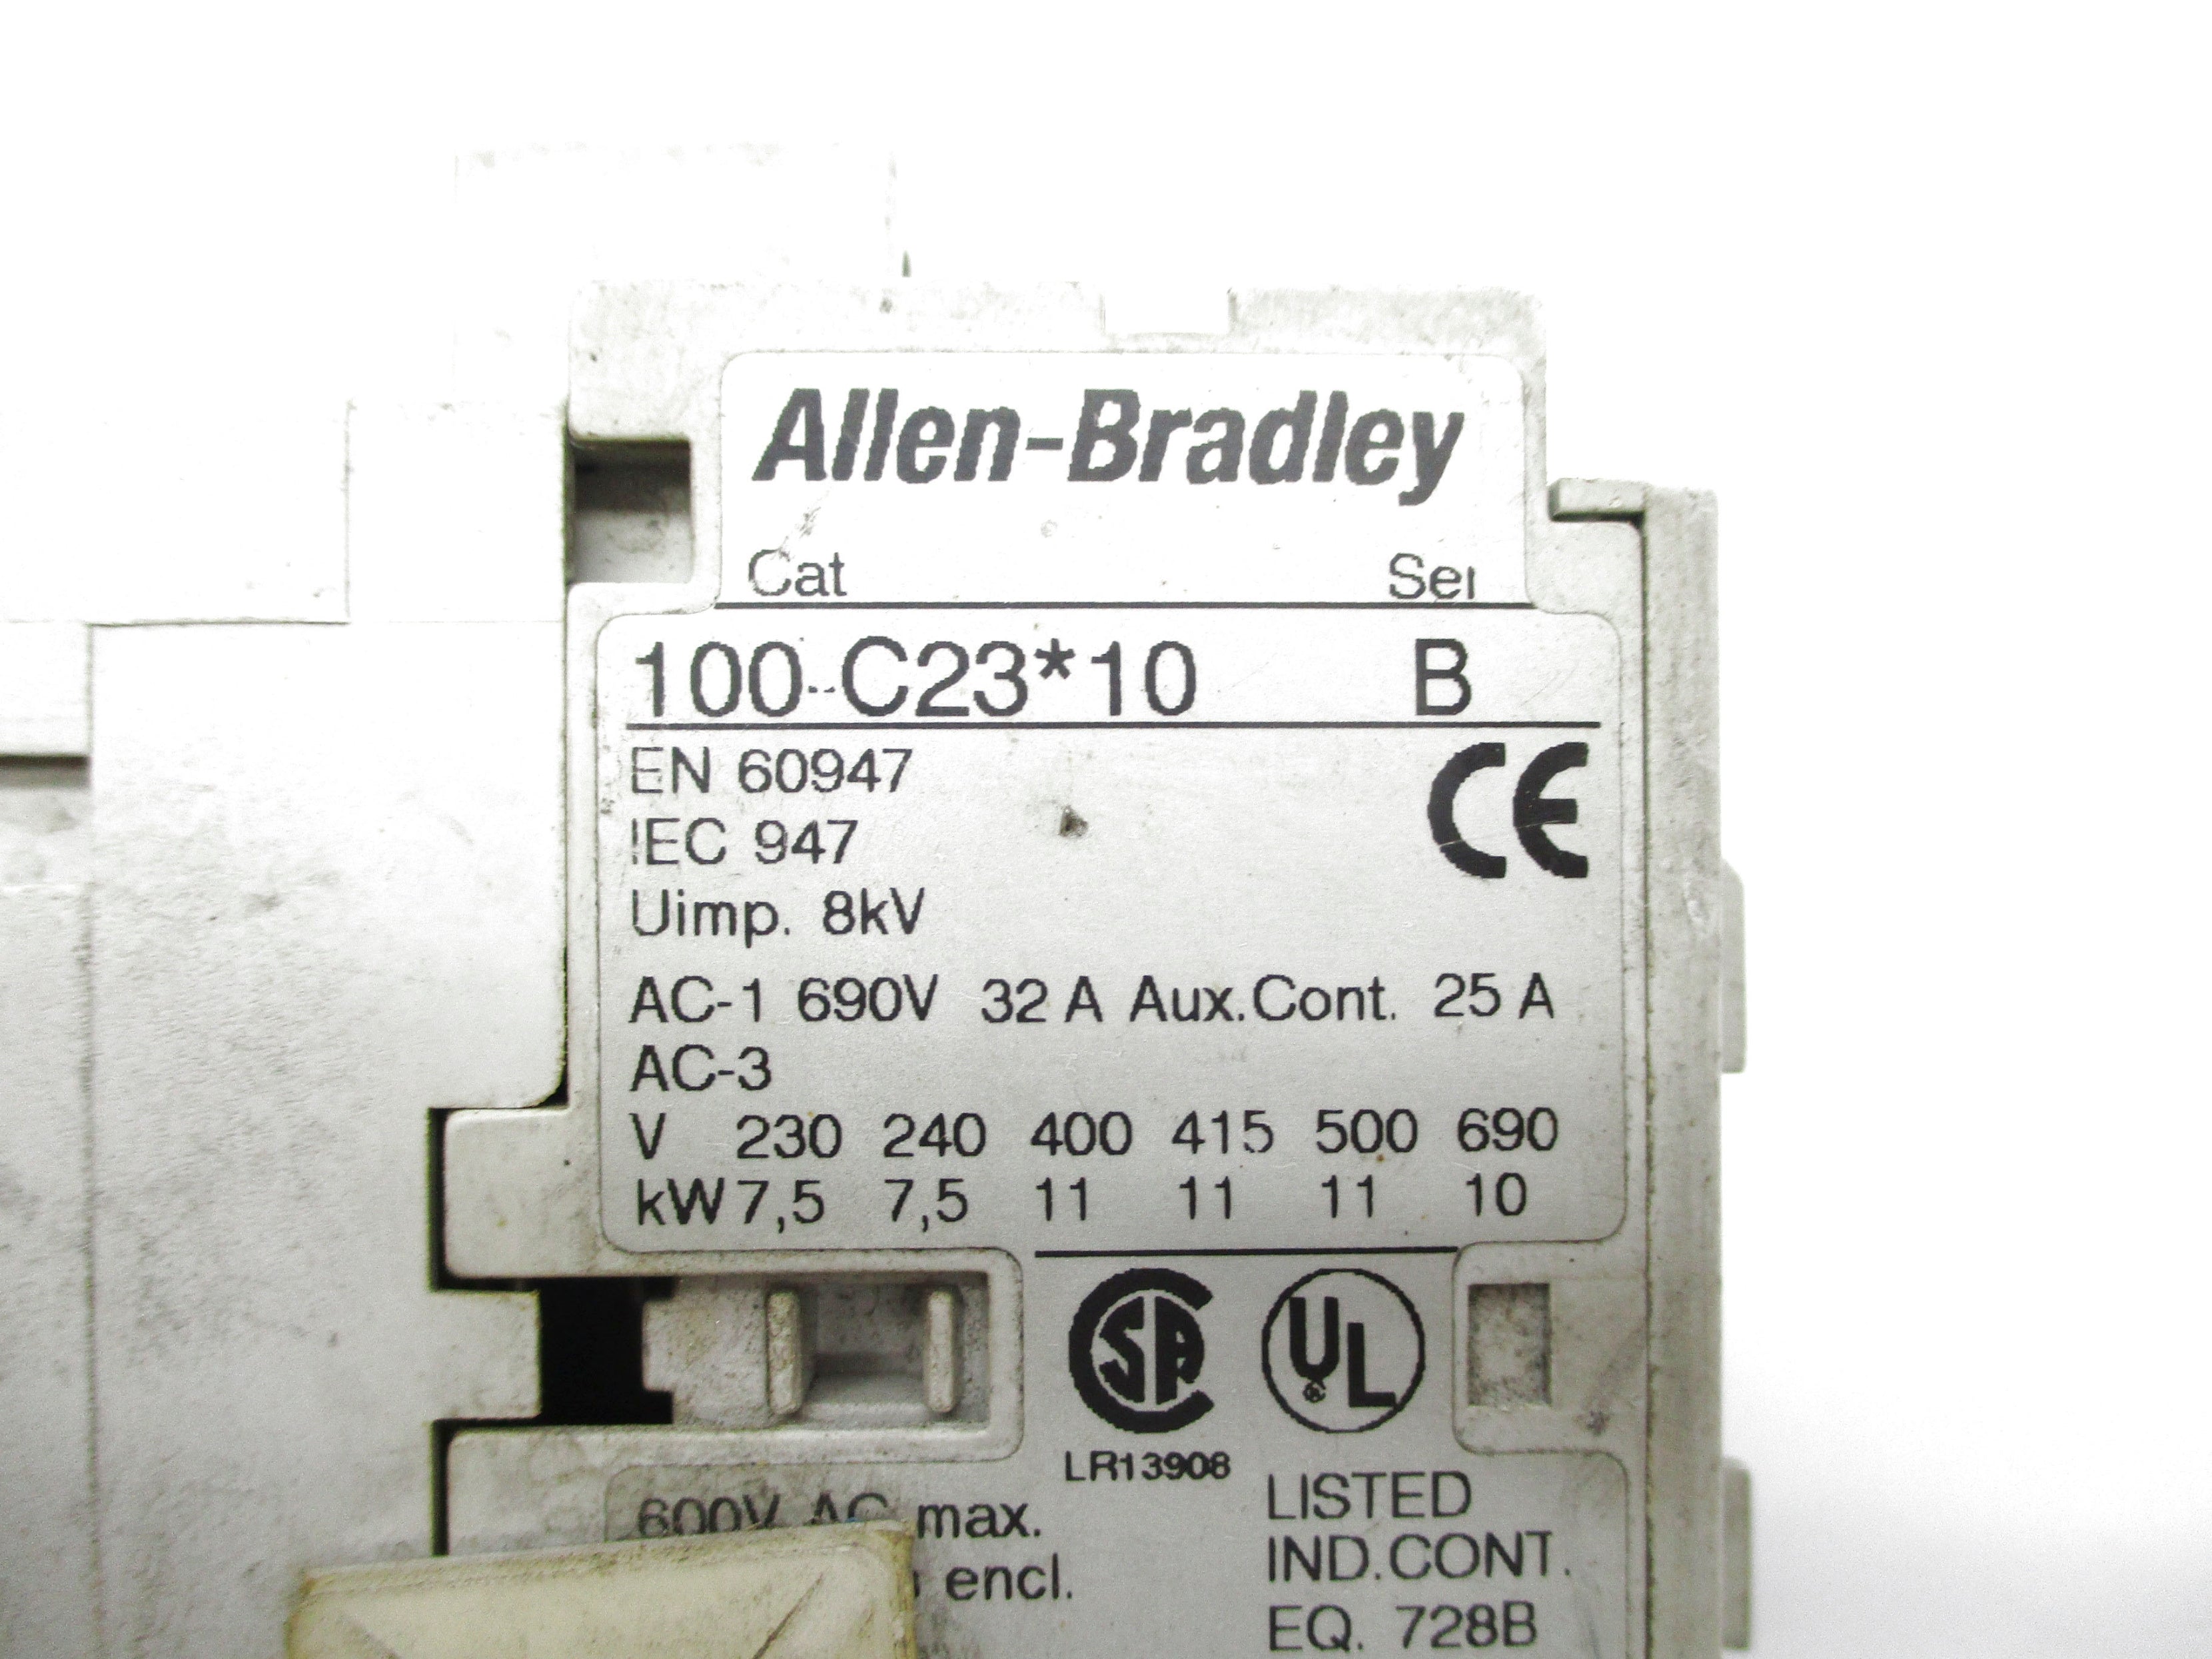 Allen-Bradley
Cat Ser
100-C23*10 B
EN 60947
IEC 947
CE
Uimp. 8kV
AC-1 690V 32 A Aux.Cont. 25 A
AC-3
V 230 240 400 415 500 690
kW 7,5 7,5 11 11 11 10
SA UL
LR13908
600V AC max.
encl.
LISTED
IND.CONT.
EQ. 728B